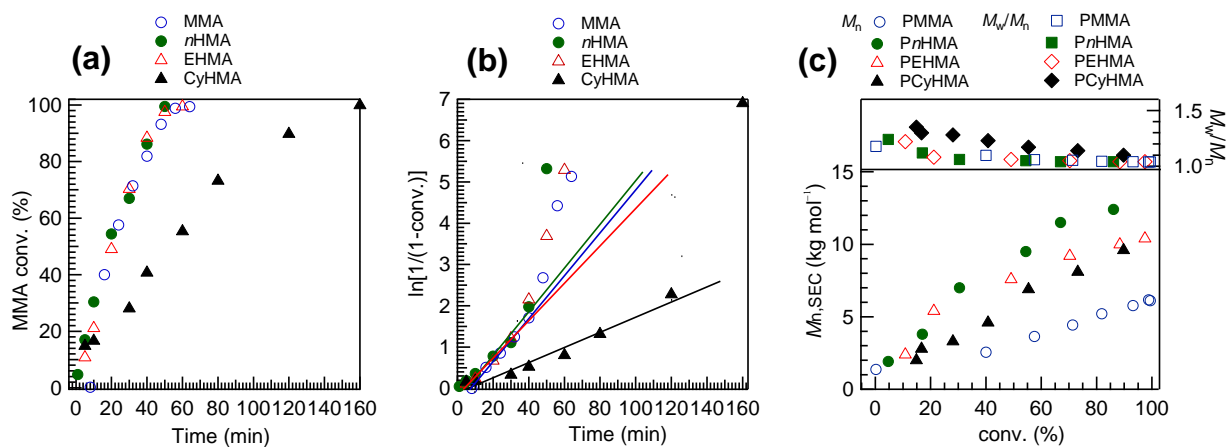 (a)
MMA
nHMA
EHMA
CyHMA
100
80
60
40
20
0
MMA conv. (%)
0 20 40 60 80 100 120 140 160
Time (min)
(b)
MMA
nHMA
EHMA
CyHMA
7
6
5
4
3
2
1
0
ln[1/(1-conv.)]
0 20 40 60 80 100 120 140 160
Time (min)
(c)
Mn Mw/Mn
PMMA PMMA
PnHMA PnHMA
PEHMA PEHMA
PCyHMA PCyHMA
1.5
1.0
Mw/Mn
15
10
5
0
Mn,SEC (kg mol⁻¹)
0 20 40 60 80 100
conv. (%)